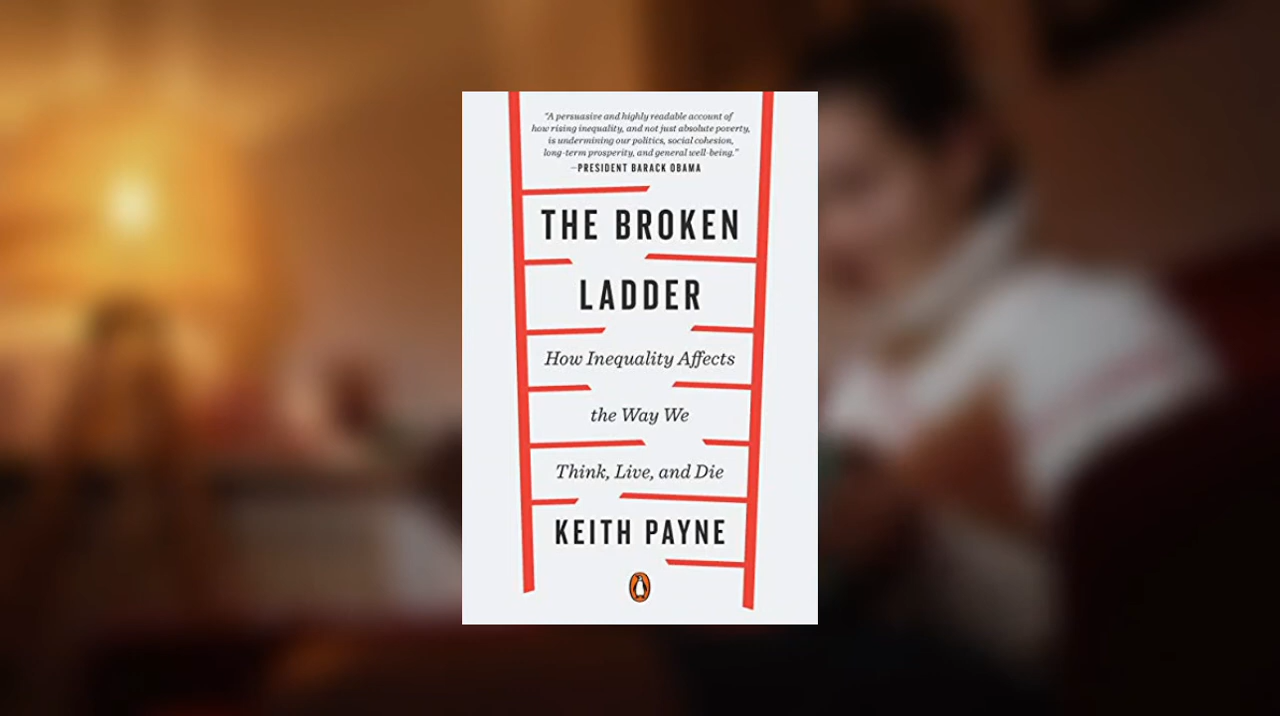 "A persuasive and highly readable account of
how rising inequality, and not just absolute poverty,
is undermining our politics, social cohesion,
long-term prosperity, and general well-being."
—PRESIDENT BARACK OBAMA
THE BROKEN
LADDER
How Inequality Affects
the Way We
Think, Live, and Die
KEITH PAYNE